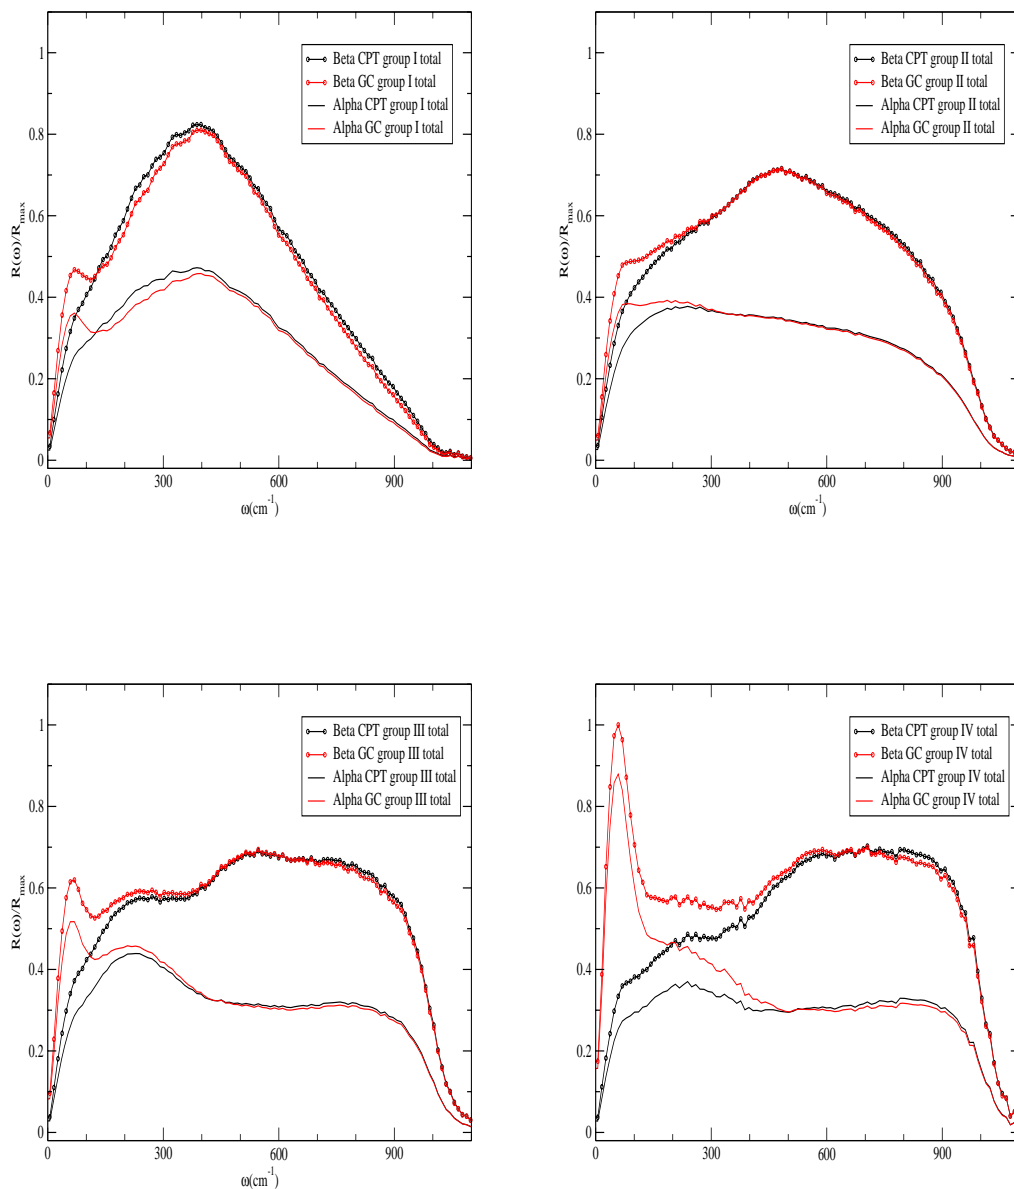 1
0.8
0.6
0.4
0.2
0
R(ω)/R_max
Beta CPT group I total
Beta GC group I total
Alpha CPT group I total
Alpha GC group I total
0 300 600 900
ω(cm⁻¹)
1
0.8
0.6
0.4
0.2
0
R(ω)/R_max
Beta CPT group II total
Beta GC group II total
Alpha CPT group II total
Alpha GC group II total
0 300 600 900
ω(cm⁻¹)
1
0.8
0.6
0.4
0.2
0
R(ω)/R_max
Beta CPT group III total
Beta GC group III total
Alpha CPT group III total
Alpha GC group III total
0 300 600 900
ω(cm⁻¹)
1
0.8
0.6
0.4
0.2
0
Beta CPT group IV total
Beta GC group IV total
Alpha CPT group IV total
Alpha GC group IV total
0 300 600 900